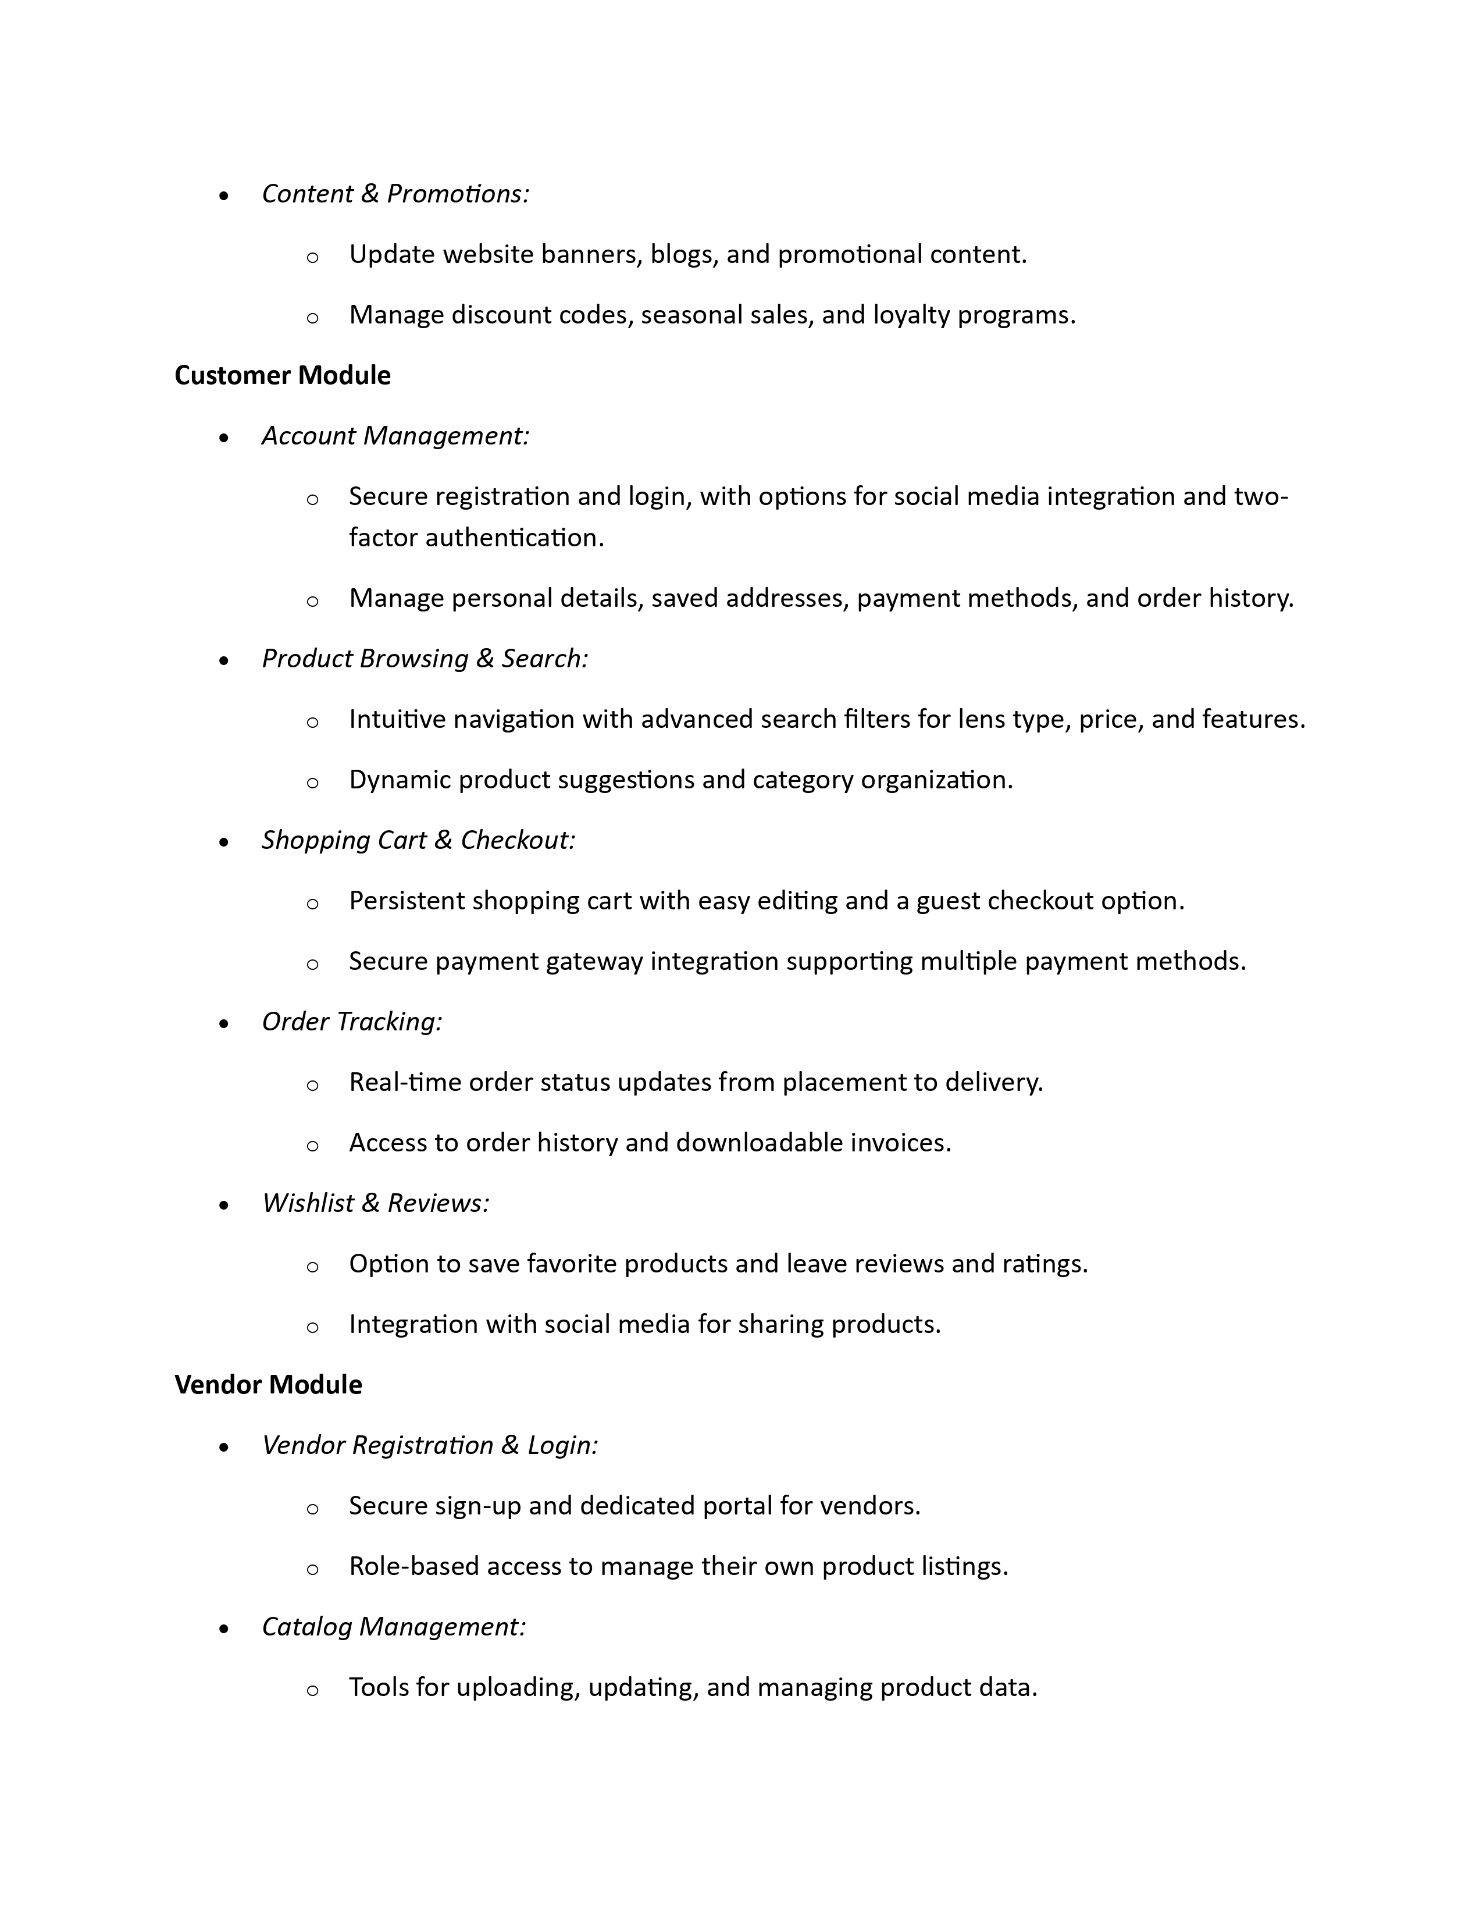 • Content & Promotions:
o Update website banners, blogs, and promotional content.
o Manage discount codes, seasonal sales, and loyalty programs.
Customer Module
• Account Management:
o Secure registration and login, with options for social media integration and two-
factor authentication.
o Manage personal details, saved addresses, payment methods, and order history.
• Product Browsing & Search:
o Intuitive navigation with advanced search filters for lens type, price, and features.
o Dynamic product suggestions and category organization.
• Shopping Cart & Checkout:
o Persistent shopping cart with easy editing and a guest checkout option.
o Secure payment gateway integration supporting multiple payment methods.
• Order Tracking:
o Real-time order status updates from placement to delivery.
o Access to order history and downloadable invoices.
• Wishlist & Reviews:
o Option to save favorite products and leave reviews and ratings.
o Integration with social media for sharing products.
Vendor Module
• Vendor Registration & Login:
o Secure sign-up and dedicated portal for vendors.
o Role-based access to manage their own product listings.
• Catalog Management:
o Tools for uploading, updating, and managing product data.